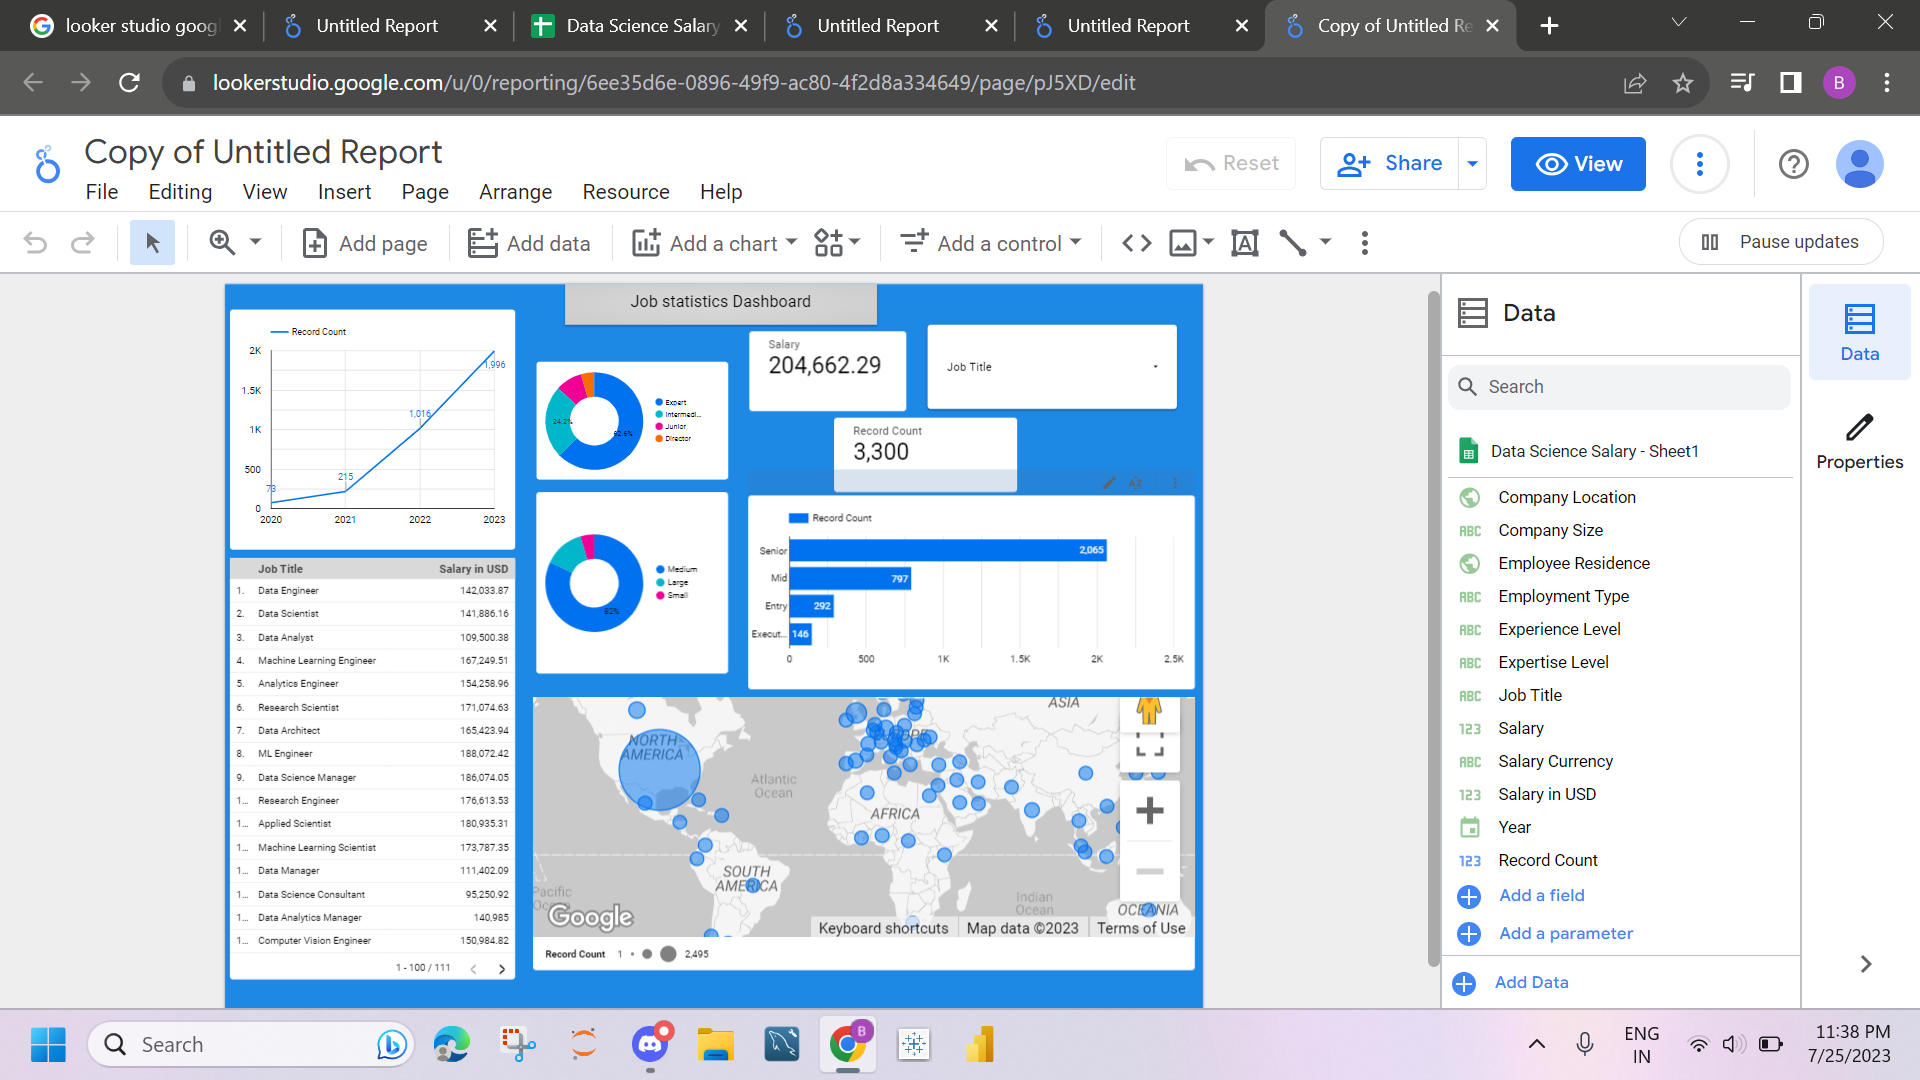 looker studio goog
Untitled Report
Data Science Salary
Untitled Report
Untitled Report
Copy of Untitled Re
lookerstudio.google.com/u/0/reporting/6ee35d6e-0896-49f9-ac80-4f2d8a334649/page/pJ5XD/edit
B
Copy of Untitled Report
File Editing View Insert Page Arrange Resource Help
Reset
Share
View
Add page
Add data
Add a chart
Add a control
Pause updates
Job statistics Dashboard
Record Count
2K
1.5K
1K
500
0
73
215
1,016
1,996
2020 2021 2022 2023
Job Title Salary in USD
1. Data Engineer 142,033.87
2. Data Scientist 141,886.16
3. Data Analyst 109,500.38
4. Machine Learning Engineer 167,249.51
5. Analytics Engineer 154,258.96
6. Research Scientist 171,074.63
7. Data Architect 165,423.94
8. ML Engineer 188,072.42
9. Data Science Manager 186,074.05
1... Research Engineer 176,613.53
1... Applied Scientist 180,935.31
1... Machine Learning Scientist 173,787.35
1... Data Manager 111,402.09
1... Data Science Consultant 95,250.92
1... Data Analytics Manager 140,985
1... Computer Vision Engineer 150,984.82
1 - 100 / 111
24.2%
62.6%
Expert
Intermedi...
Junior
Director
82%
Medium
Large
Small
Salary
204,662.29
Job Title
Record Count
3,300
Record Count
Senior 2,065
Mid 797
Entry 292
Execut... 146
0 500 1K 1.5K 2K 2.5K
ASIA
NORTH
AMERICA
EUROPE
Atlantic
Ocean
AFRICA
SOUTH
AMERICA
Pacific
Indian
Ocean
OCEANIA
Google
Keyboard shortcuts
Map data ©2023
Terms of Use
Record Count 1 2,495
Data
Search
Data Science Salary - Sheet1
Company Location
ABC Company Size
Employee Residence
ABC Employment Type
ABC Experience Level
ABC Expertise Level
ABC Job Title
123 Salary
ABC Salary Currency
123 Salary in USD
Year
123 Record Count
Add a field
Add a parameter
Add Data
Data
Properties
Search
B
ENG
IN
11:38 PM
7/25/2023